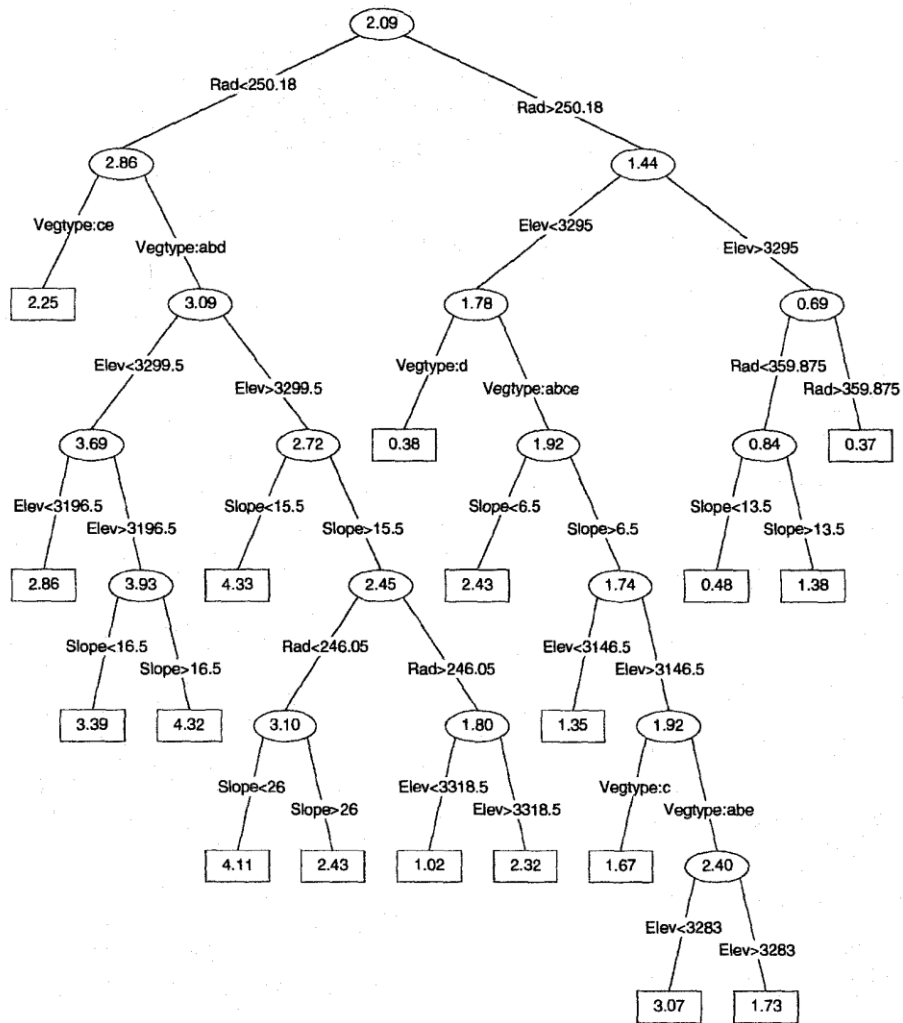 2.09
Rad<250.18
Rad>250.18
2.86
1.44
Vegtype:ce
Vegtype:abd
Elev<3295
Elev>3295
2.25
3.09
1.78
0.69
Elev<3299.5
Elev>3299.5
Vegtype:d
Vegtype:abce
Rad<359.875
Rad>359.875
3.69
2.72
0.38
1.92
0.84
0.37
Elev<3196.5
Elev>3196.5
Slope<15.5
Slope>15.5
Slope<6.5
Slope>6.5
Slope<13.5
Slope>13.5
2.86
3.93
4.33
2.45
2.43
1.74
0.48
1.38
Slope<16.5
Slope>16.5
Rad<246.05
Rad>246.05
Elev<3146.5
Elev>3146.5
3.39
4.32
3.10
1.80
1.35
1.92
Slope<26
Slope>26
Elev<3318.5
Elev>3318.5
Vegtype:c
Vegtype:abe
4.11
2.43
1.02
2.32
1.67
2.40
Elev<3283
Elev>3283
3.07
1.73